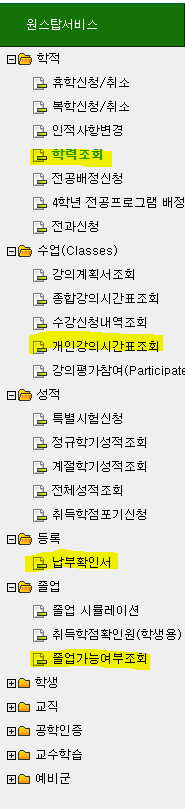 원스탑서비스
학적
휴학신청/취소
복학신청/취소
인적사항변경
학력조회
전공배정신청
4학년 전공프로그램 배정
전과신청
수업(Classes)
강의계획서조회
종합강의시간표조회
수강신청내역조회
개인강의시간표조회
강의평가참여(Participate
성적
특별시험신청
정규학기성적조회
계절학기성적조회
전체성적조회
취득학점포기신청
등록
납부확인서
졸업
졸업 시뮬레이션
취득학점확인원(학생용)
졸업가능여부조회
학생
교직
공학인증
교수학습
예비군